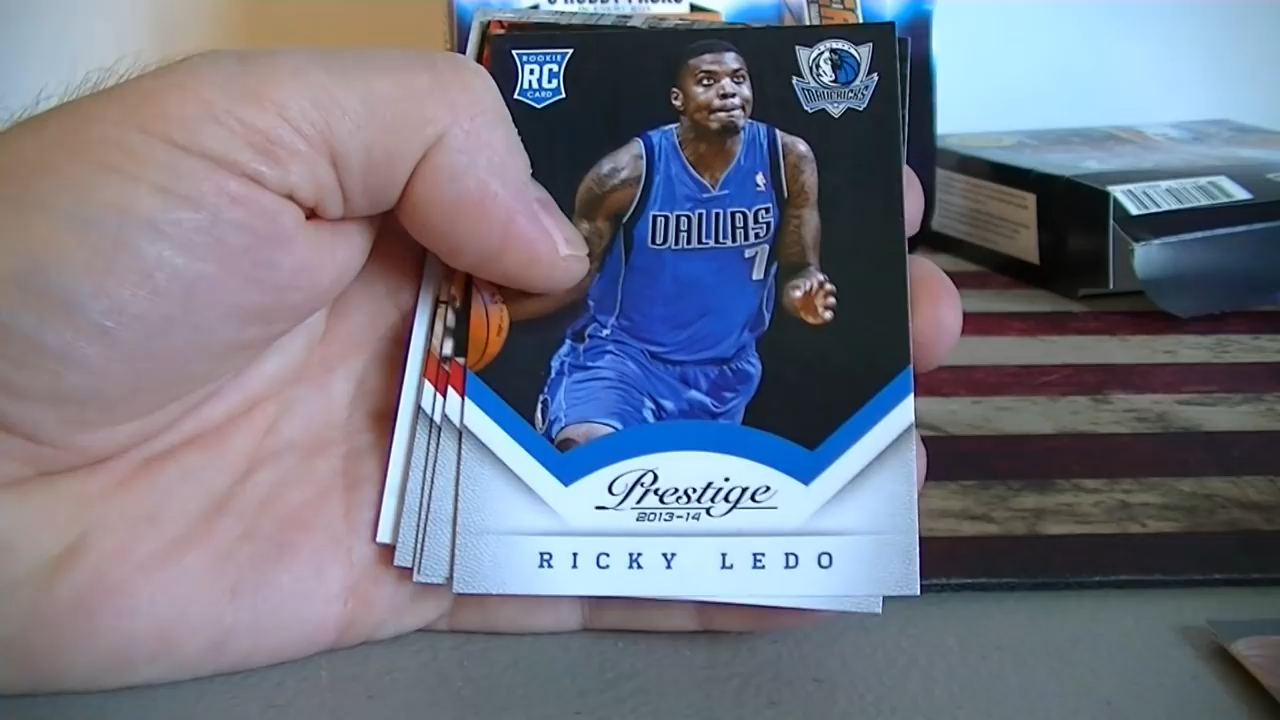 ROOKIE
RC
CARD
MAVERICKS
DALLAS
7
Prestige
2013-14
RICKY LEDO